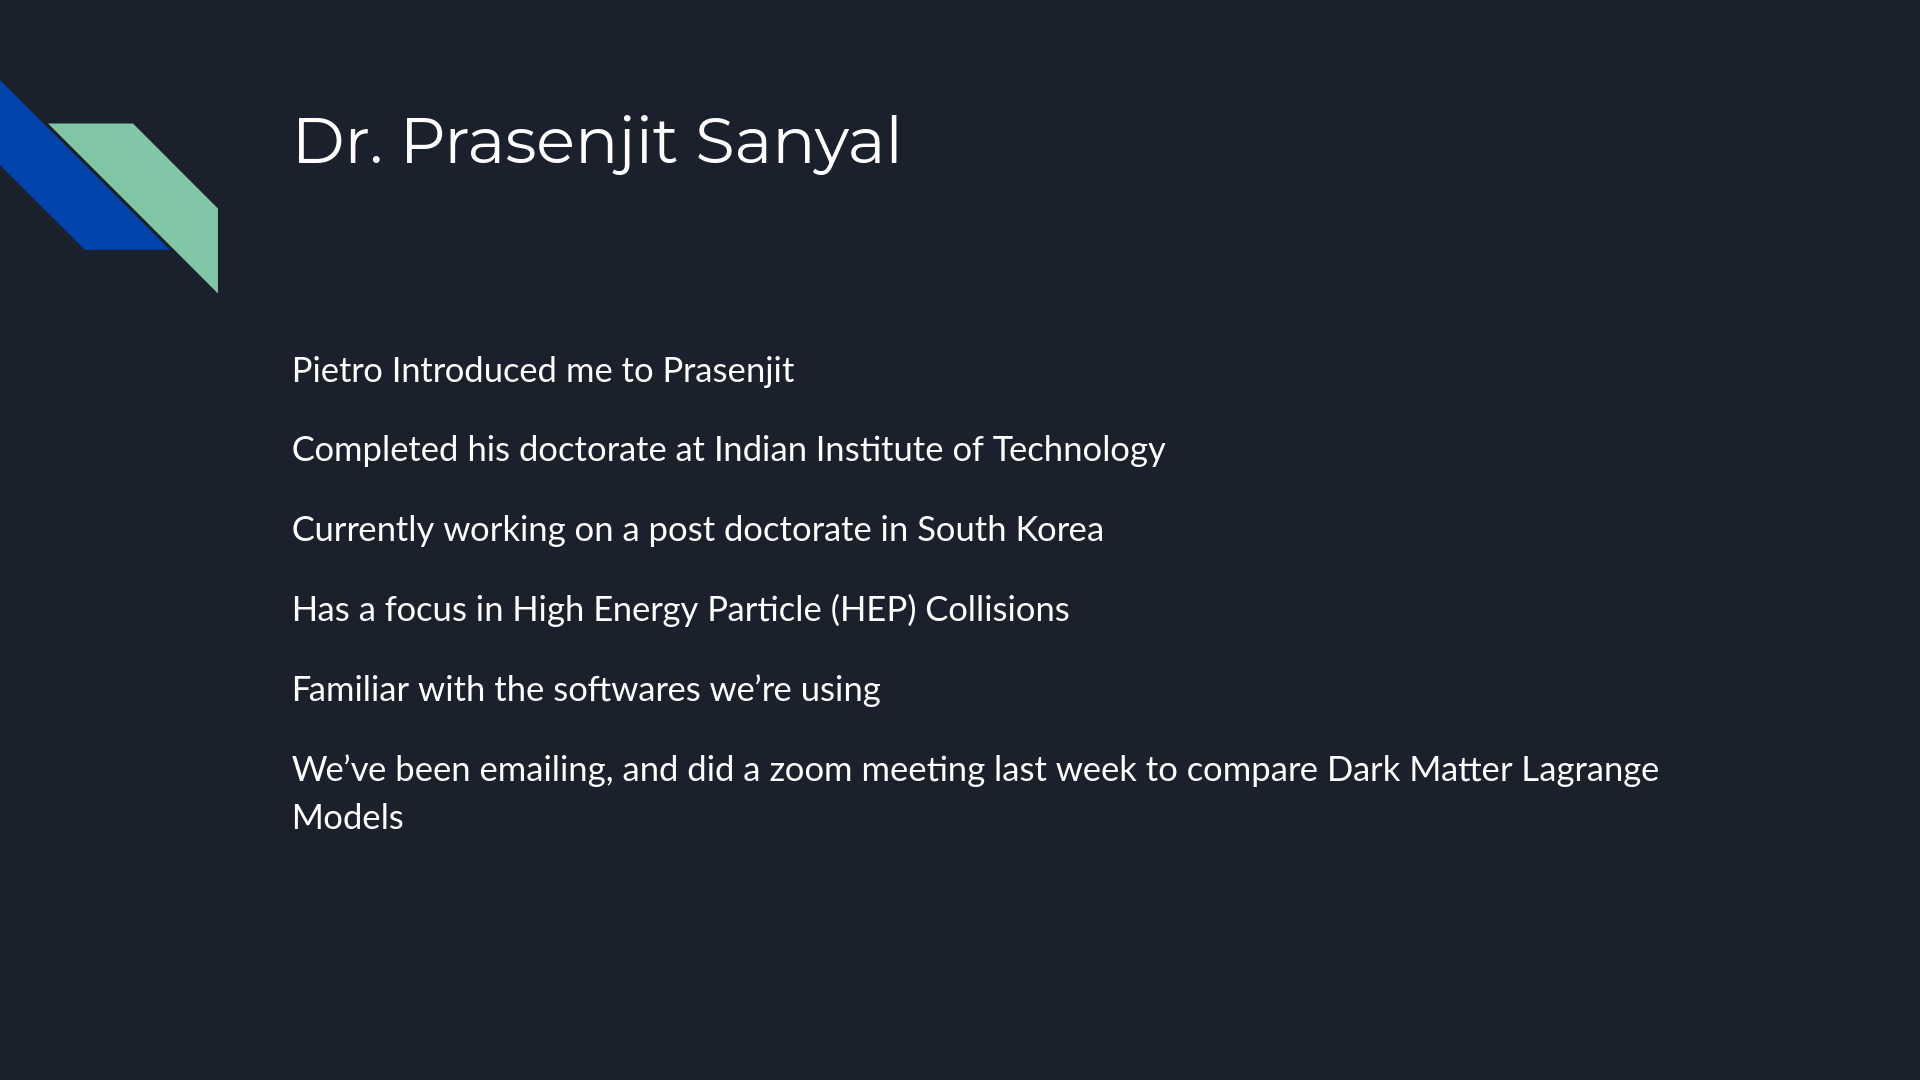 Dr. Prasenjit Sanyal
Pietro Introduced me to Prasenjit
Completed his doctorate at Indian Institute of Technology
Currently working on a post doctorate in South Korea
Has a focus in High Energy Particle (HEP) Collisions
Familiar with the softwares we’re using
We’ve been emailing, and did a zoom meeting last week to compare Dark Matter Lagrange
Models